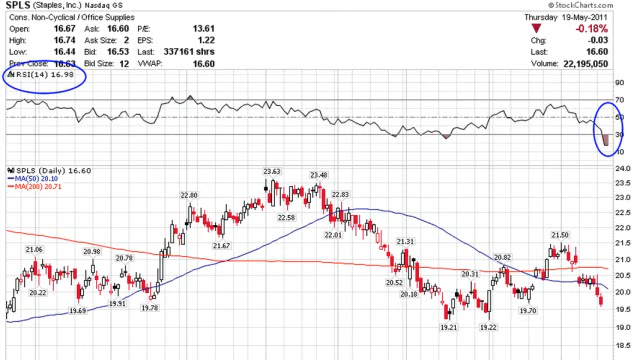 SPLS (Staples, Inc.) Nasdaq GS
© StockCharts.com
Cons. Non-Cyclical / Office Supplies
Thursday 19-May-2011
Open: 16.67 Ask: 16.60 P/E: 13.61
-0.18%
High: 16.74 Ask Size: 2 EPS: 1.22
Chg: -0.03
Low: 16.44 Bid: 16.53 Last: 337161 shrs
Last: 16.60
Prev Close: 16.63 Bid Size: 12 VWAP: 16.60
Volume: 22,195,050
RSI(14) 16.98
90
70
50
30
10
SPLS (Daily) 16.60
MA(50) 20.10
MA(200) 20.71
24.0
23.63 23.48
23.5
22.80 22.83
23.0
22.58
22.5
22.01
22.0
21.67
21.50
21.5
21.06 20.98 20.78 21.31 20.82
21.0
20.5
20.22 20.52 20.18 20.31
20.0
19.69 19.91 19.78 19.70
19.5
19.21 19.22
19.0
18.5